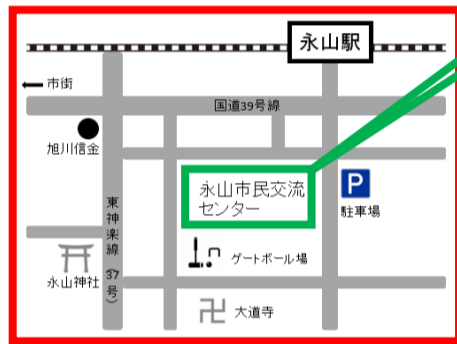 永山駅
市街
国道39号線
旭川信金
永山市民交流
センター
P
駐車場
東神楽線(37号)
ゲートボール場
永山神社
大道寺